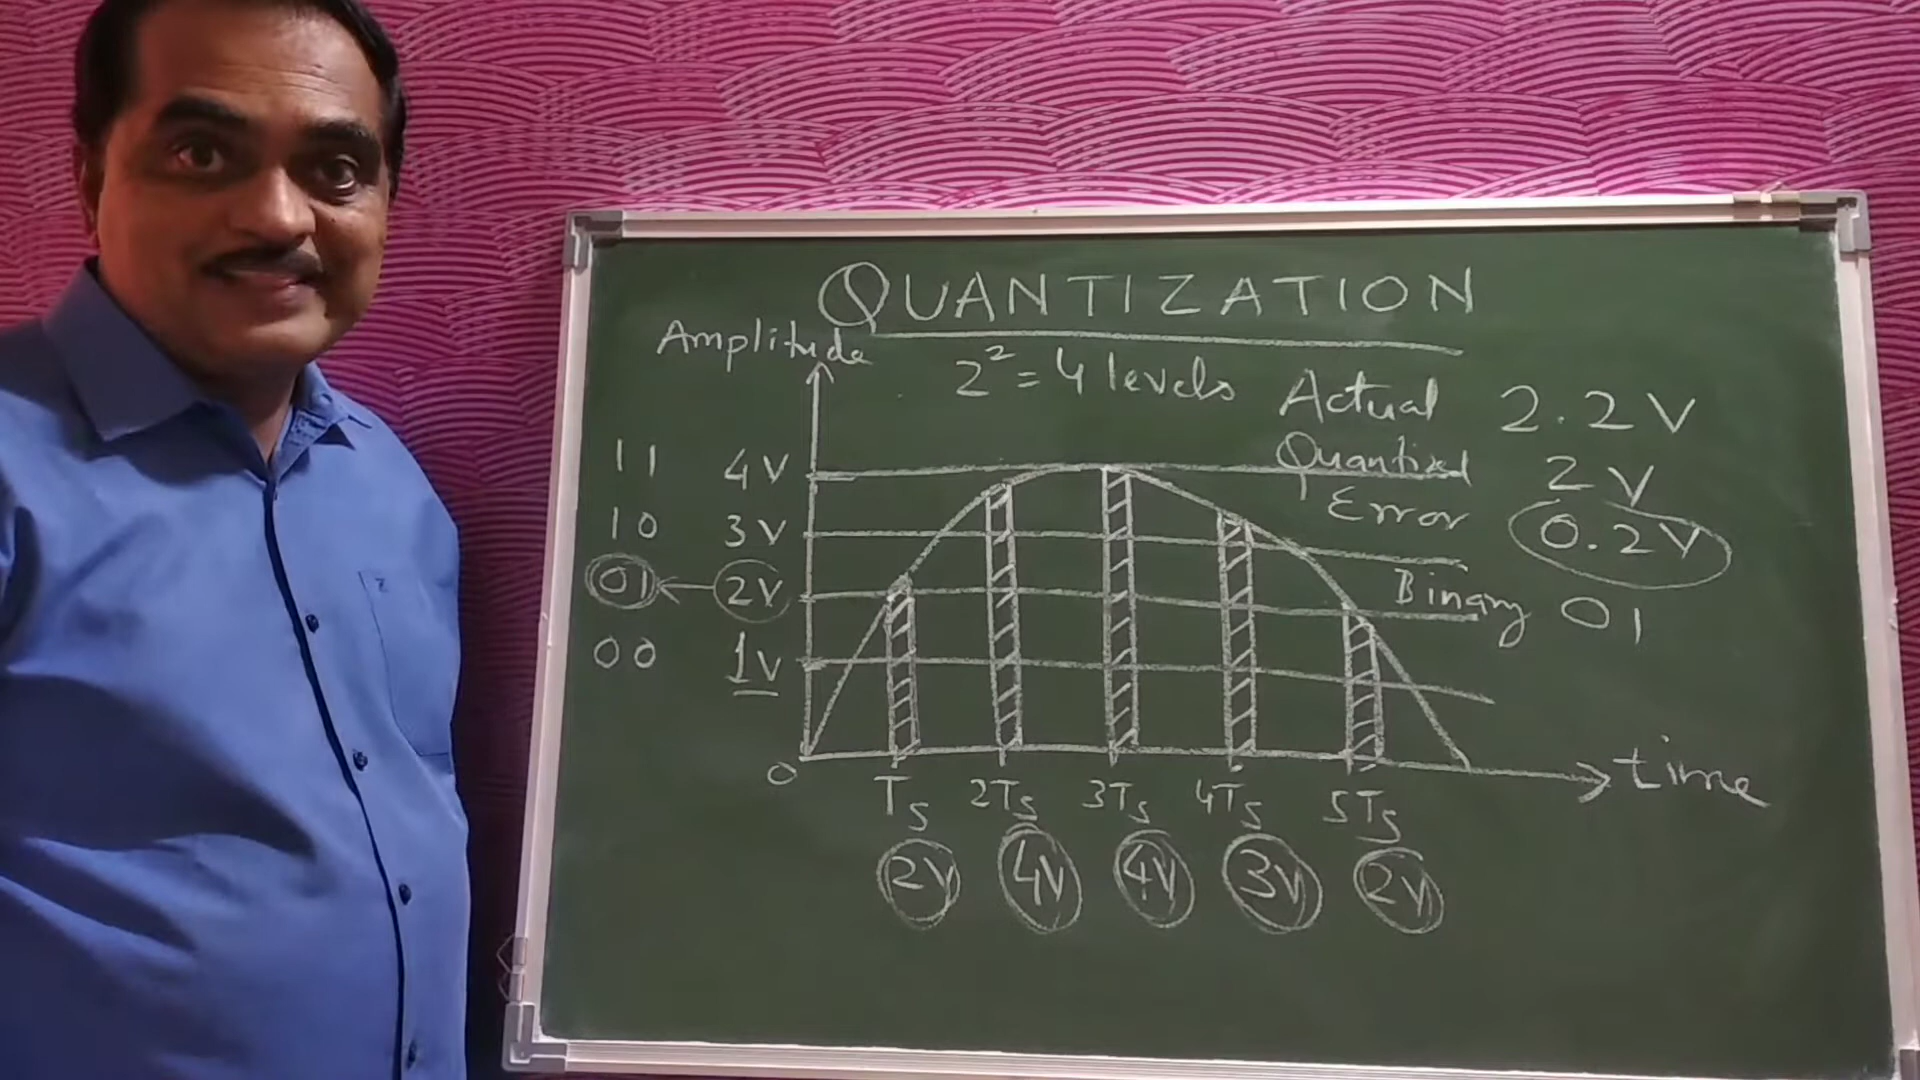 QUANTIZATION
Amplitude
2² = 4 levels
Actual 2.2V
Quantized 2V
Error 0.2V
Binary 01
11 4V
10 3V
01 ← 2V
00 1V
0
Ts 2Ts 3Ts 4Ts 5Ts
time
2V 4V 4V 3V 2V